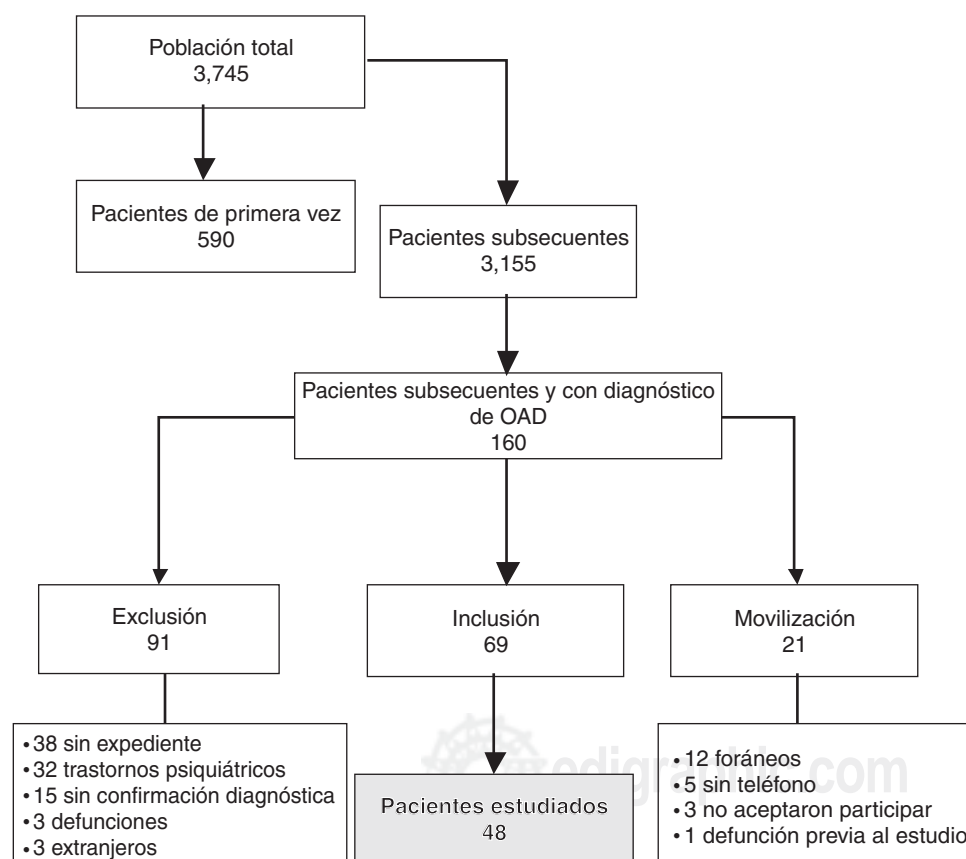 Población total
3,745
Pacientes de primera vez
590
Pacientes subsecuentes
3,155
Pacientes subsecuentes y con diagnóstico
de OAD
160
Exclusión
91
Inclusión
69
Movilización
21
•38 sin expediente
•32 trastornos psiquiátricos
•15 sin confirmación diagnóstica
•3 defunciones
•3 extranjeros
Pacientes estudiados
48
•12 foráneos
•5 sin teléfono
•3 no aceptaron participar
•1 defunción previa al estudio